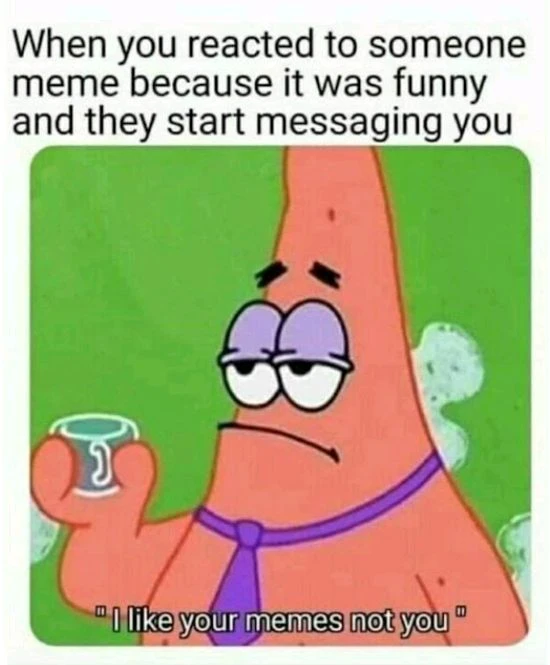 When you reacted to someone
meme because it was funny
and they start messaging you
" I like your memes not you "